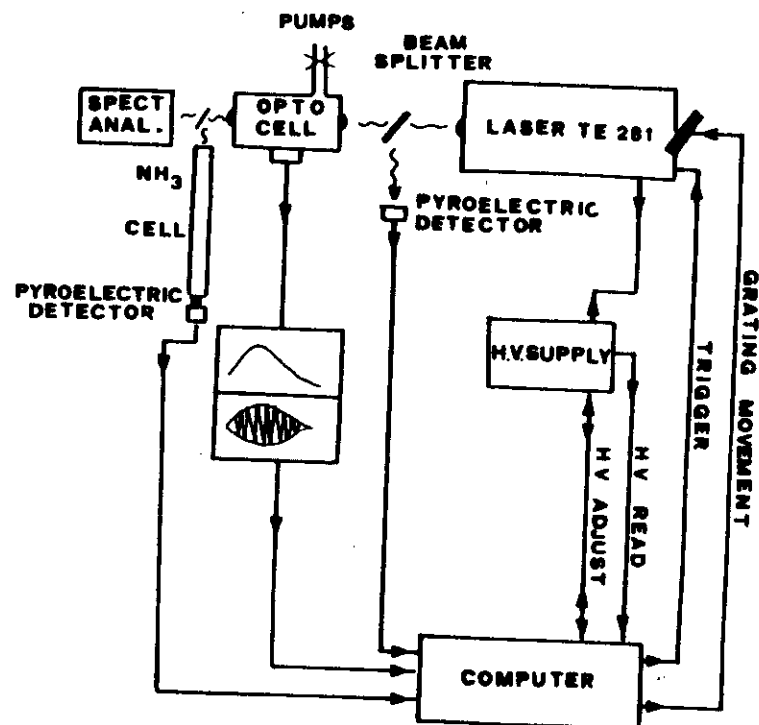 PUMPS
BEAM
SPLITTER
SPECT
ANAL.
OPTO
CELL
LASER TE 281
NH3
CELL
PYROELECTRIC
DETECTOR
PYROELECTRIC
DETECTOR
H.V. SUPPLY
HV ADJUST
HV READ
TRIGGER
GRATING MOVEMENT
COMPUTER